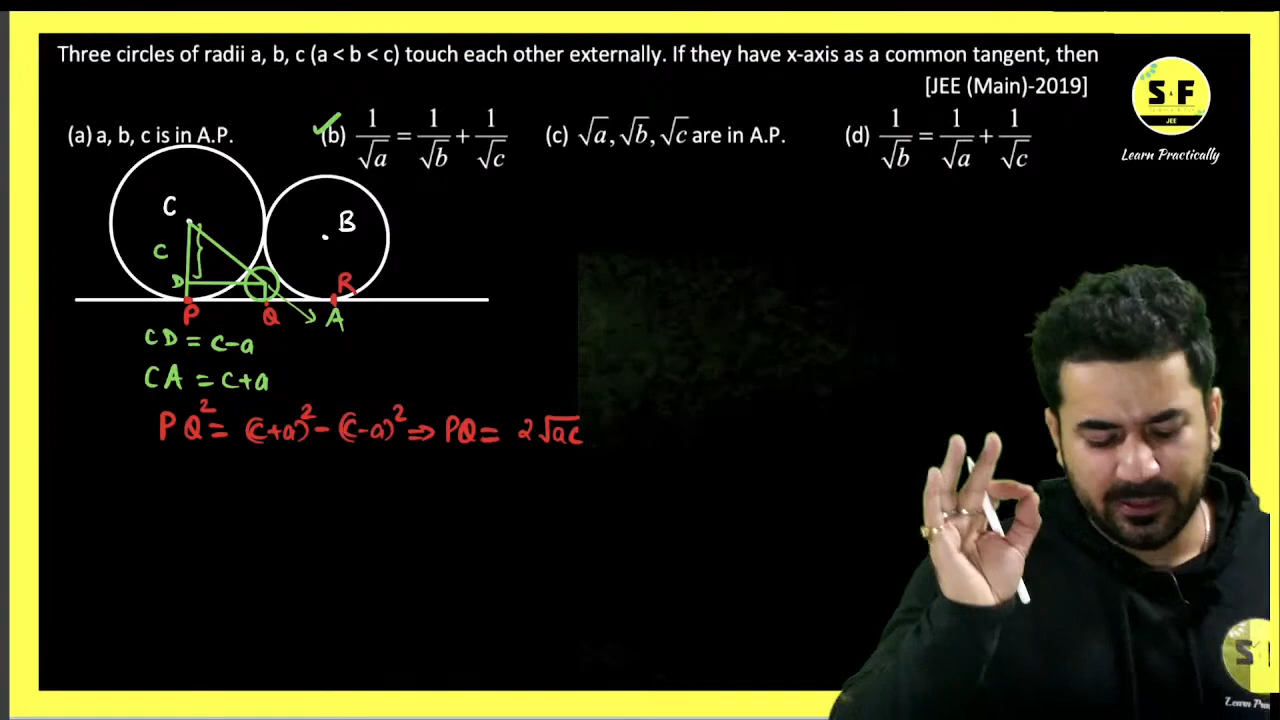 Three circles of radii a, b, c (a < b < c) touch each other externally. If they have x-axis as a common tangent, then
[JEE (Main)-2019]
(a) a, b, c is in A.P. (b) 1/√a = 1/√b + 1/√c (c) √a, √b, √c are in A.P. (d) 1/√b = 1/√a + 1/√c
S&F
JEE
Learn Practically
C
B
C
D
R
P Q A
CD = c-a
CA = c+a
PQ² = (c+a)² - (c-a)² ⇒ PQ = 2√ac